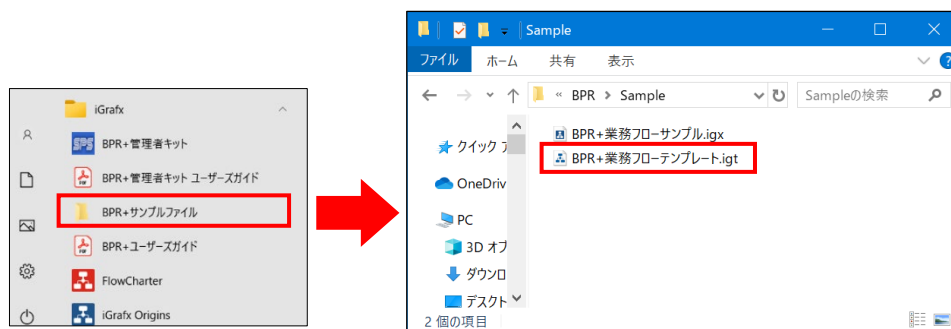 iGrafx
BPR+管理者キット
BPR+管理者キット ユーザーズガイド
BPR+サンプルファイル
BPR+ユーザーズガイド
FlowCharter
iGrafx Origins
Sample
ファイル ホーム 共有 表示
« BPR > Sample
Sampleの検索
クイック ア
OneDriv
PC
3D オブ
ダウンロ
デスクト
BPR+業務フローサンプル.igx
BPR+業務フローテンプレート.igt
2 個の項目